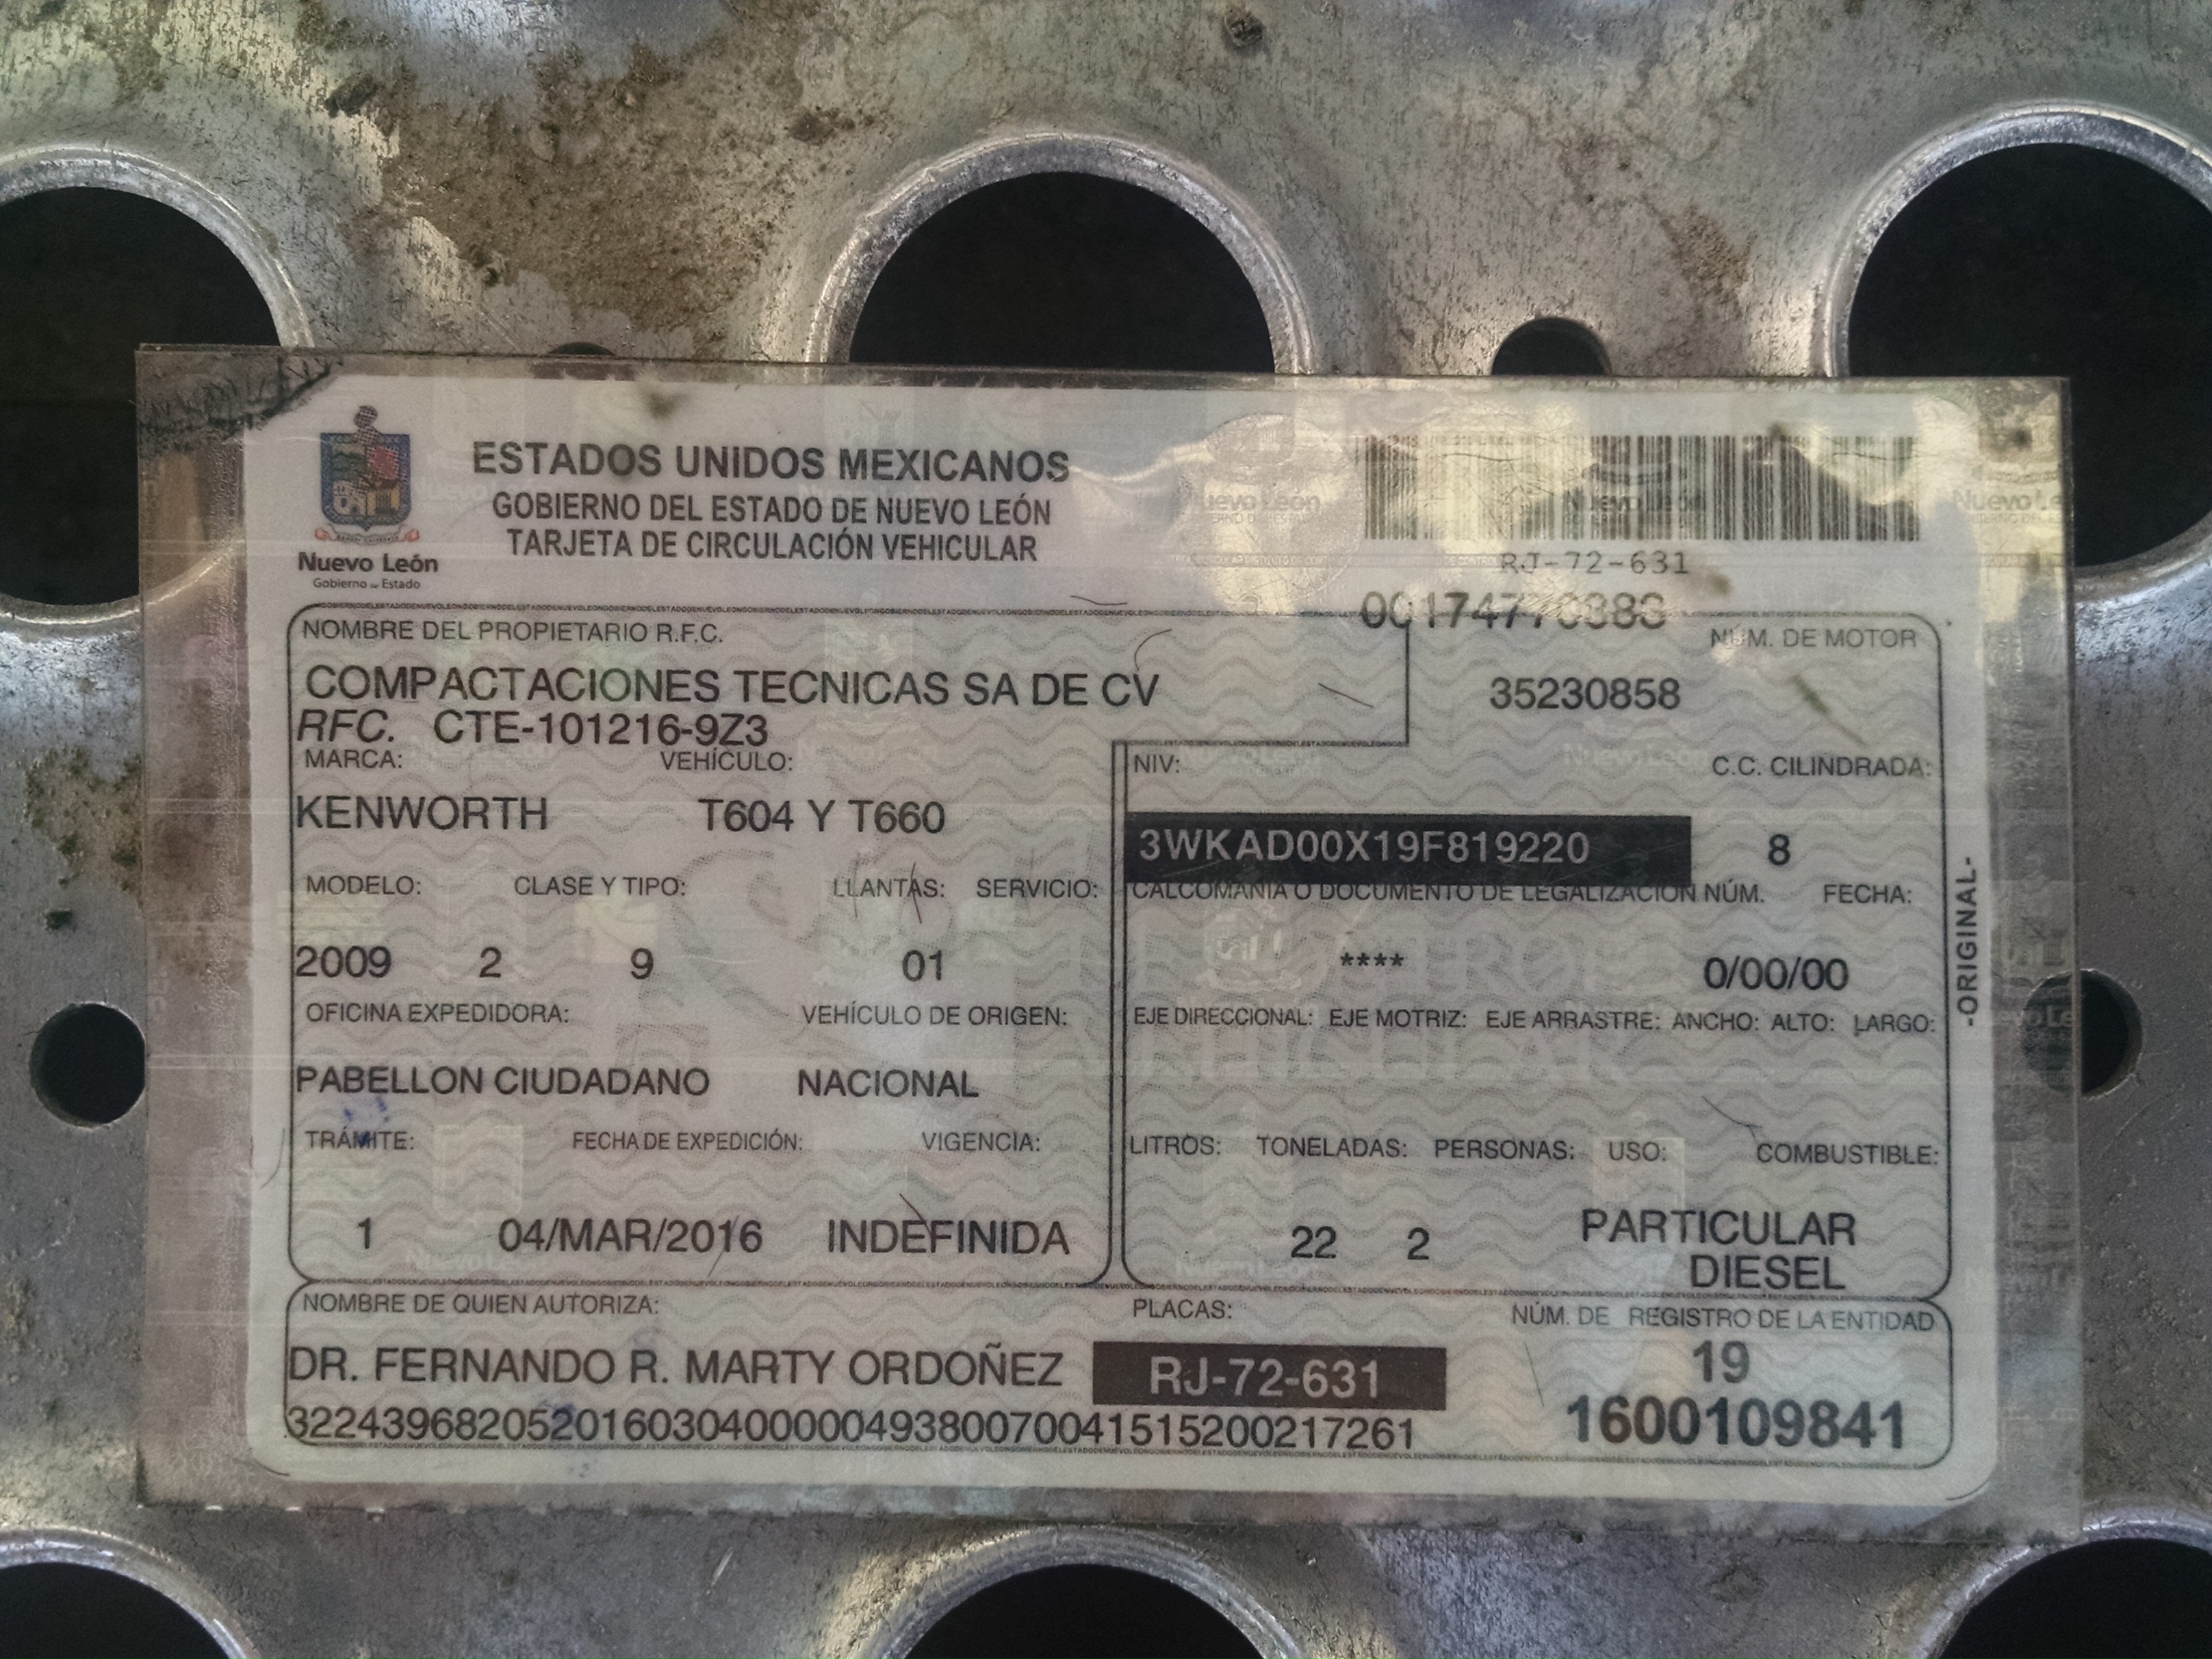 ESTADOS UNIDOS MEXICANOS
GOBIERNO DEL ESTADO DE NUEVO LEÓN
TARJETA DE CIRCULACIÓN VEHICULAR
Nuevo León
Gobierno de Estado
RJ-72-631
NOMBRE DEL PROPIETARIO R.F.C.
NÚM. DE MOTOR
COMPACTACIONES TECNICAS SA DE CV
35230858
RFC. CTE-101216-9Z3
MARCA: VEHÍCULO:
NIV: C.C. CILINDRADA:
KENWORTH T604 Y T660
3WKAD00X19F819220 8
MODELO: CLASE Y TIPO: LLANTAS: SERVICIO:
CALCOMANÍA O DOCUMENTO DE LEGALIZACIÓN NÚM. FECHA:
2009 2 9 01
**** 0/00/00
OFICINA EXPEDIDORA: VEHÍCULO DE ORIGEN:
EJE DIRECCIONAL: EJE MOTRIZ: EJE ARRASTRE: ANCHO: ALTO: LARGO:
PABELLON CIUDADANO NACIONAL
TRÁMITE: FECHA DE EXPEDICIÓN: VIGENCIA:
LITROS: TONELADAS: PERSONAS: USO: COMBUSTIBLE:
1 04/MAR/2016 INDEFINIDA
22 2 PARTICULAR
DIESEL
NOMBRE DE QUIEN AUTORIZA: PLACAS: NÚM. DE REGISTRO DE LA ENTIDAD
DR. FERNANDO R. MARTY ORDOÑEZ RJ-72-631 19
32243968205201603040000049380070041515200217261 1600109841
-ORIGINAL-